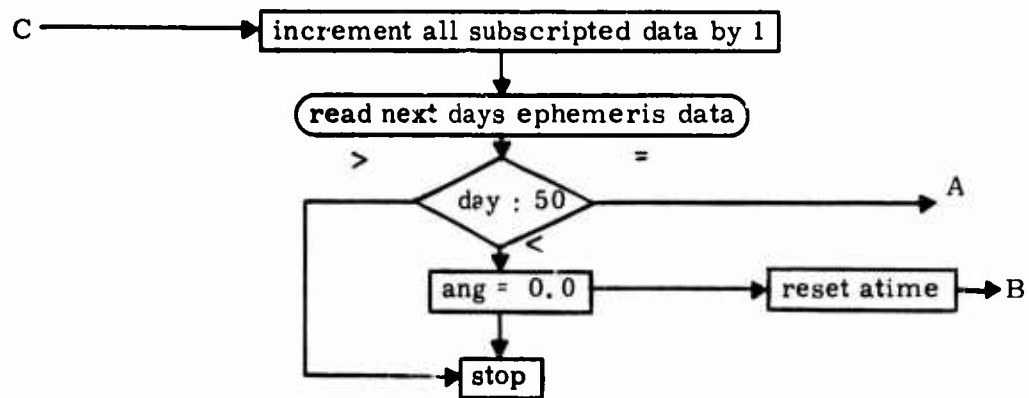 C
increment all subscripted data by 1
read next days ephemeris data
> =
day : 50
A
<
ang = 0.0
reset atime
B
stop